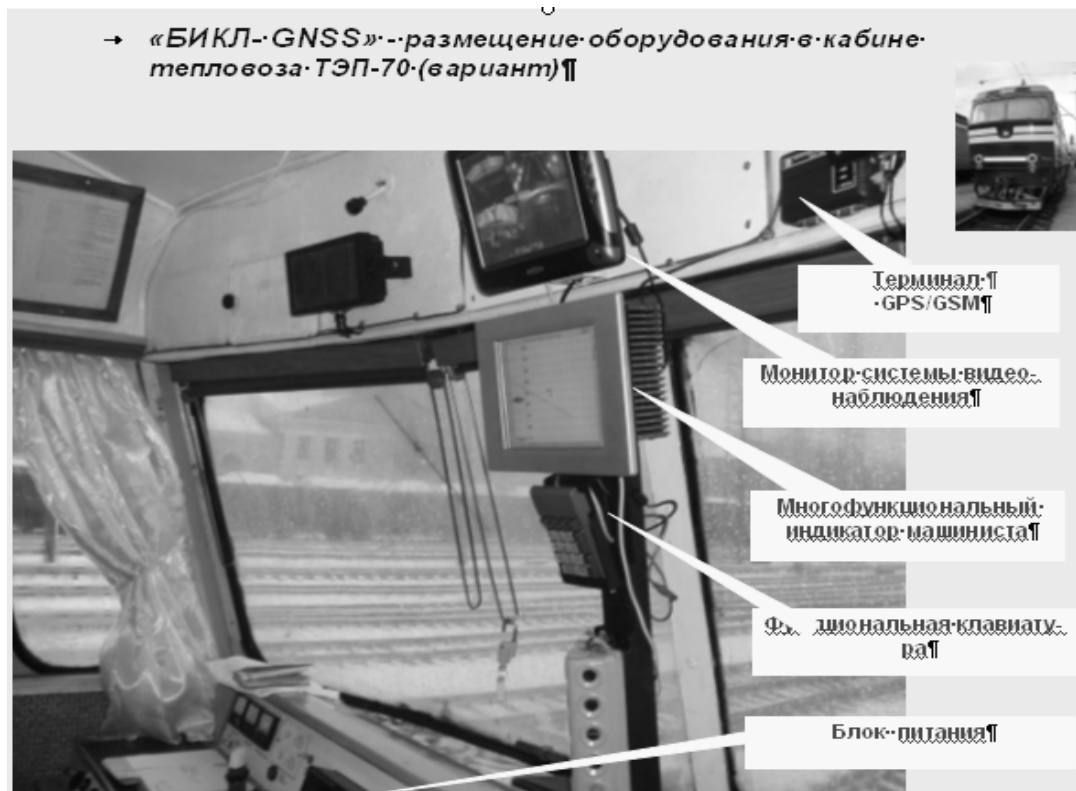 → «БИКЛ-·GNSS»·-·размещение·оборудования·в·кабине·
тепловоза·ТЭП-70·(вариант)¶
Терминал·¶
·GPS/GSM¶
Монитор·системы·видео-
наблюдения¶
Многофункциональный·
индикатор·машиниста¶
клавиату-
ра¶
Блок·питания¶